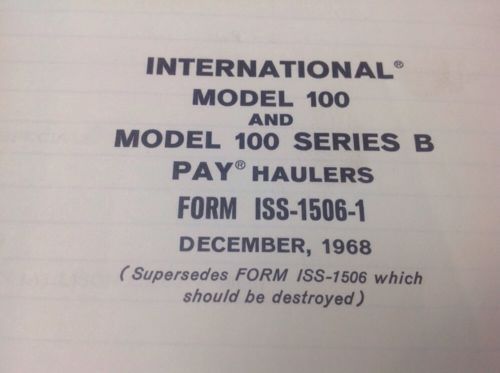 INTERNATIONAL®
MODEL 100
AND
MODEL 100 SERIES B
PAY® HAULERS
FORM ISS-1506-1
DECEMBER, 1968
(Supersedes FORM ISS-1506 which
should be destroyed)